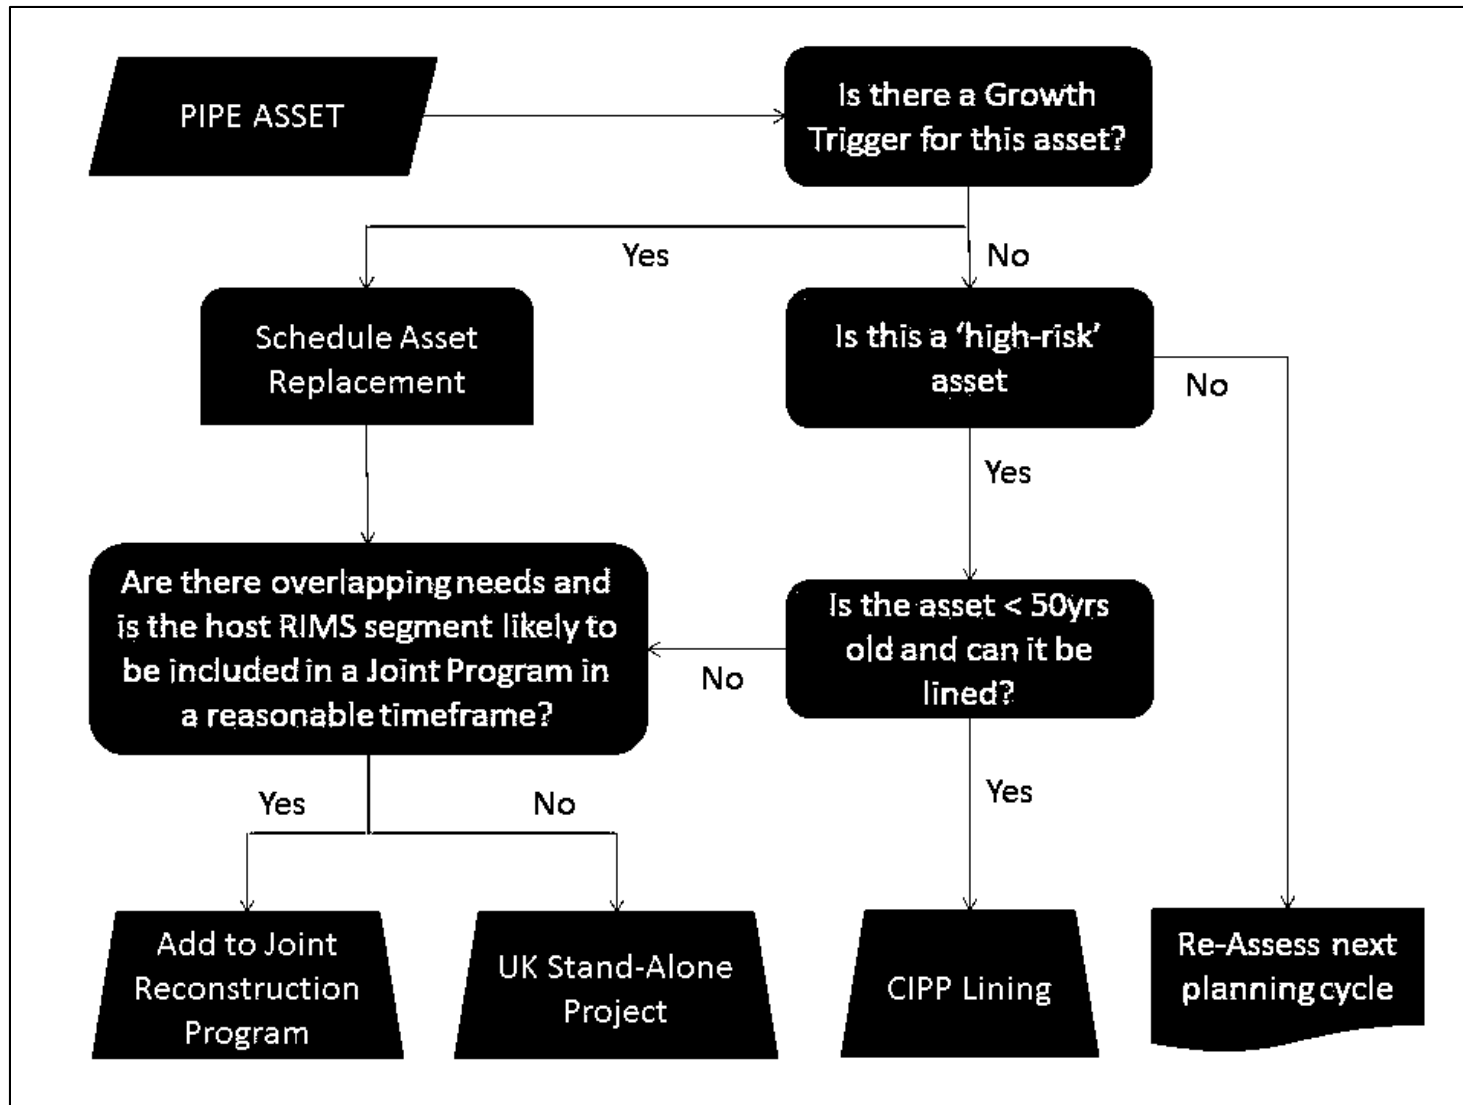 PIPE ASSET
Is there a Growth
Trigger for this asset?
Yes
No
Schedule Asset
Replacement
Is this a ‘high-risk’
asset
No
Yes
Are there overlapping needs and
is the host RIMS segment likely to
be included in a Joint Program in
a reasonable timeframe?
No
Is the asset < 50yrs
old and can it be
lined?
Yes
No
Yes
Add to Joint
Reconstruction
Program
UK Stand-Alone
Project
CIPP Lining
Re-Assess next
planning cycle